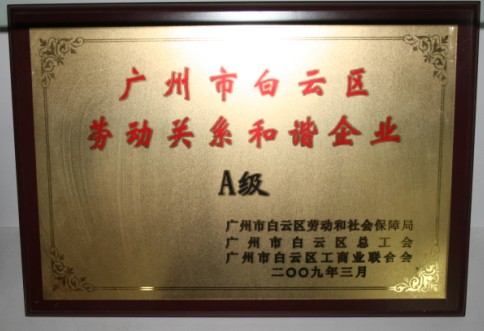 广州市白云区
劳动关系和谐企业
A级
广州市白云区劳动和社会保障局
广州市白云区总工会
广州市白云区工商业联合会
二〇〇九年三月